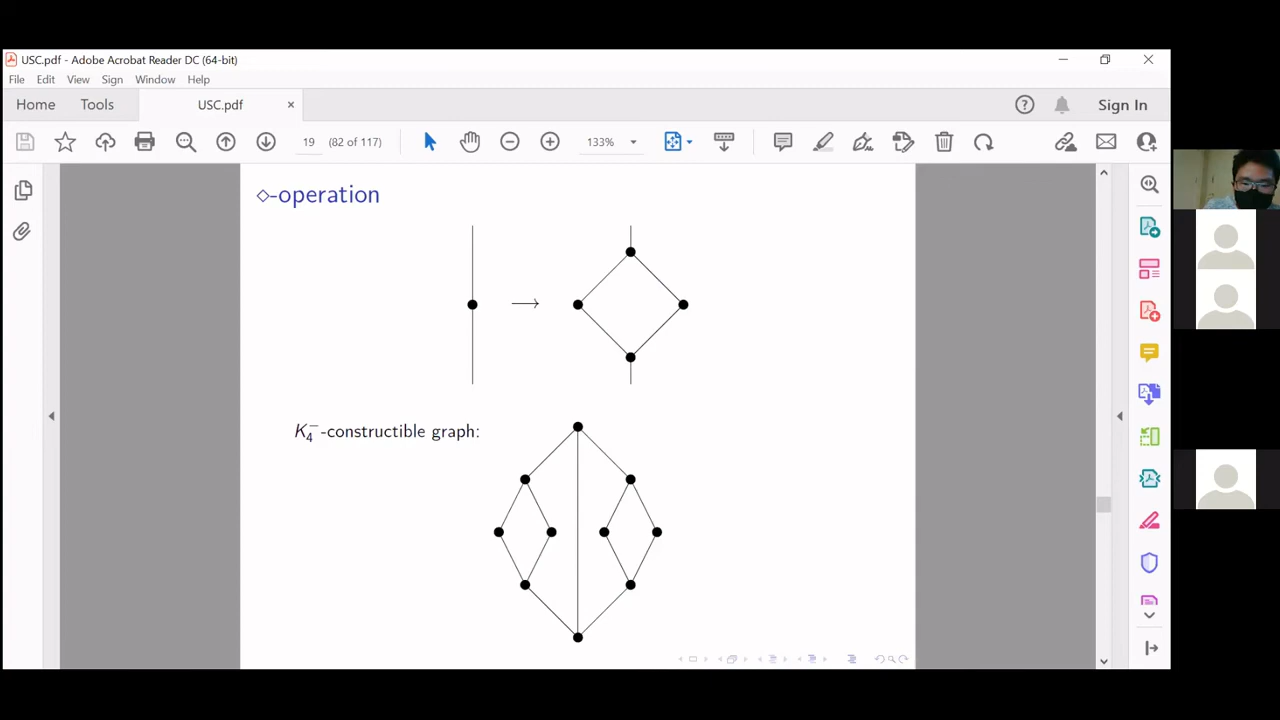 USC.pdf - Adobe Acrobat Reader DC (64-bit)
File Edit View Sign Window Help
Home Tools USC.pdf × Sign In
19 (82 of 117) 133%
◇-operation
K₄⁻-constructible graph: